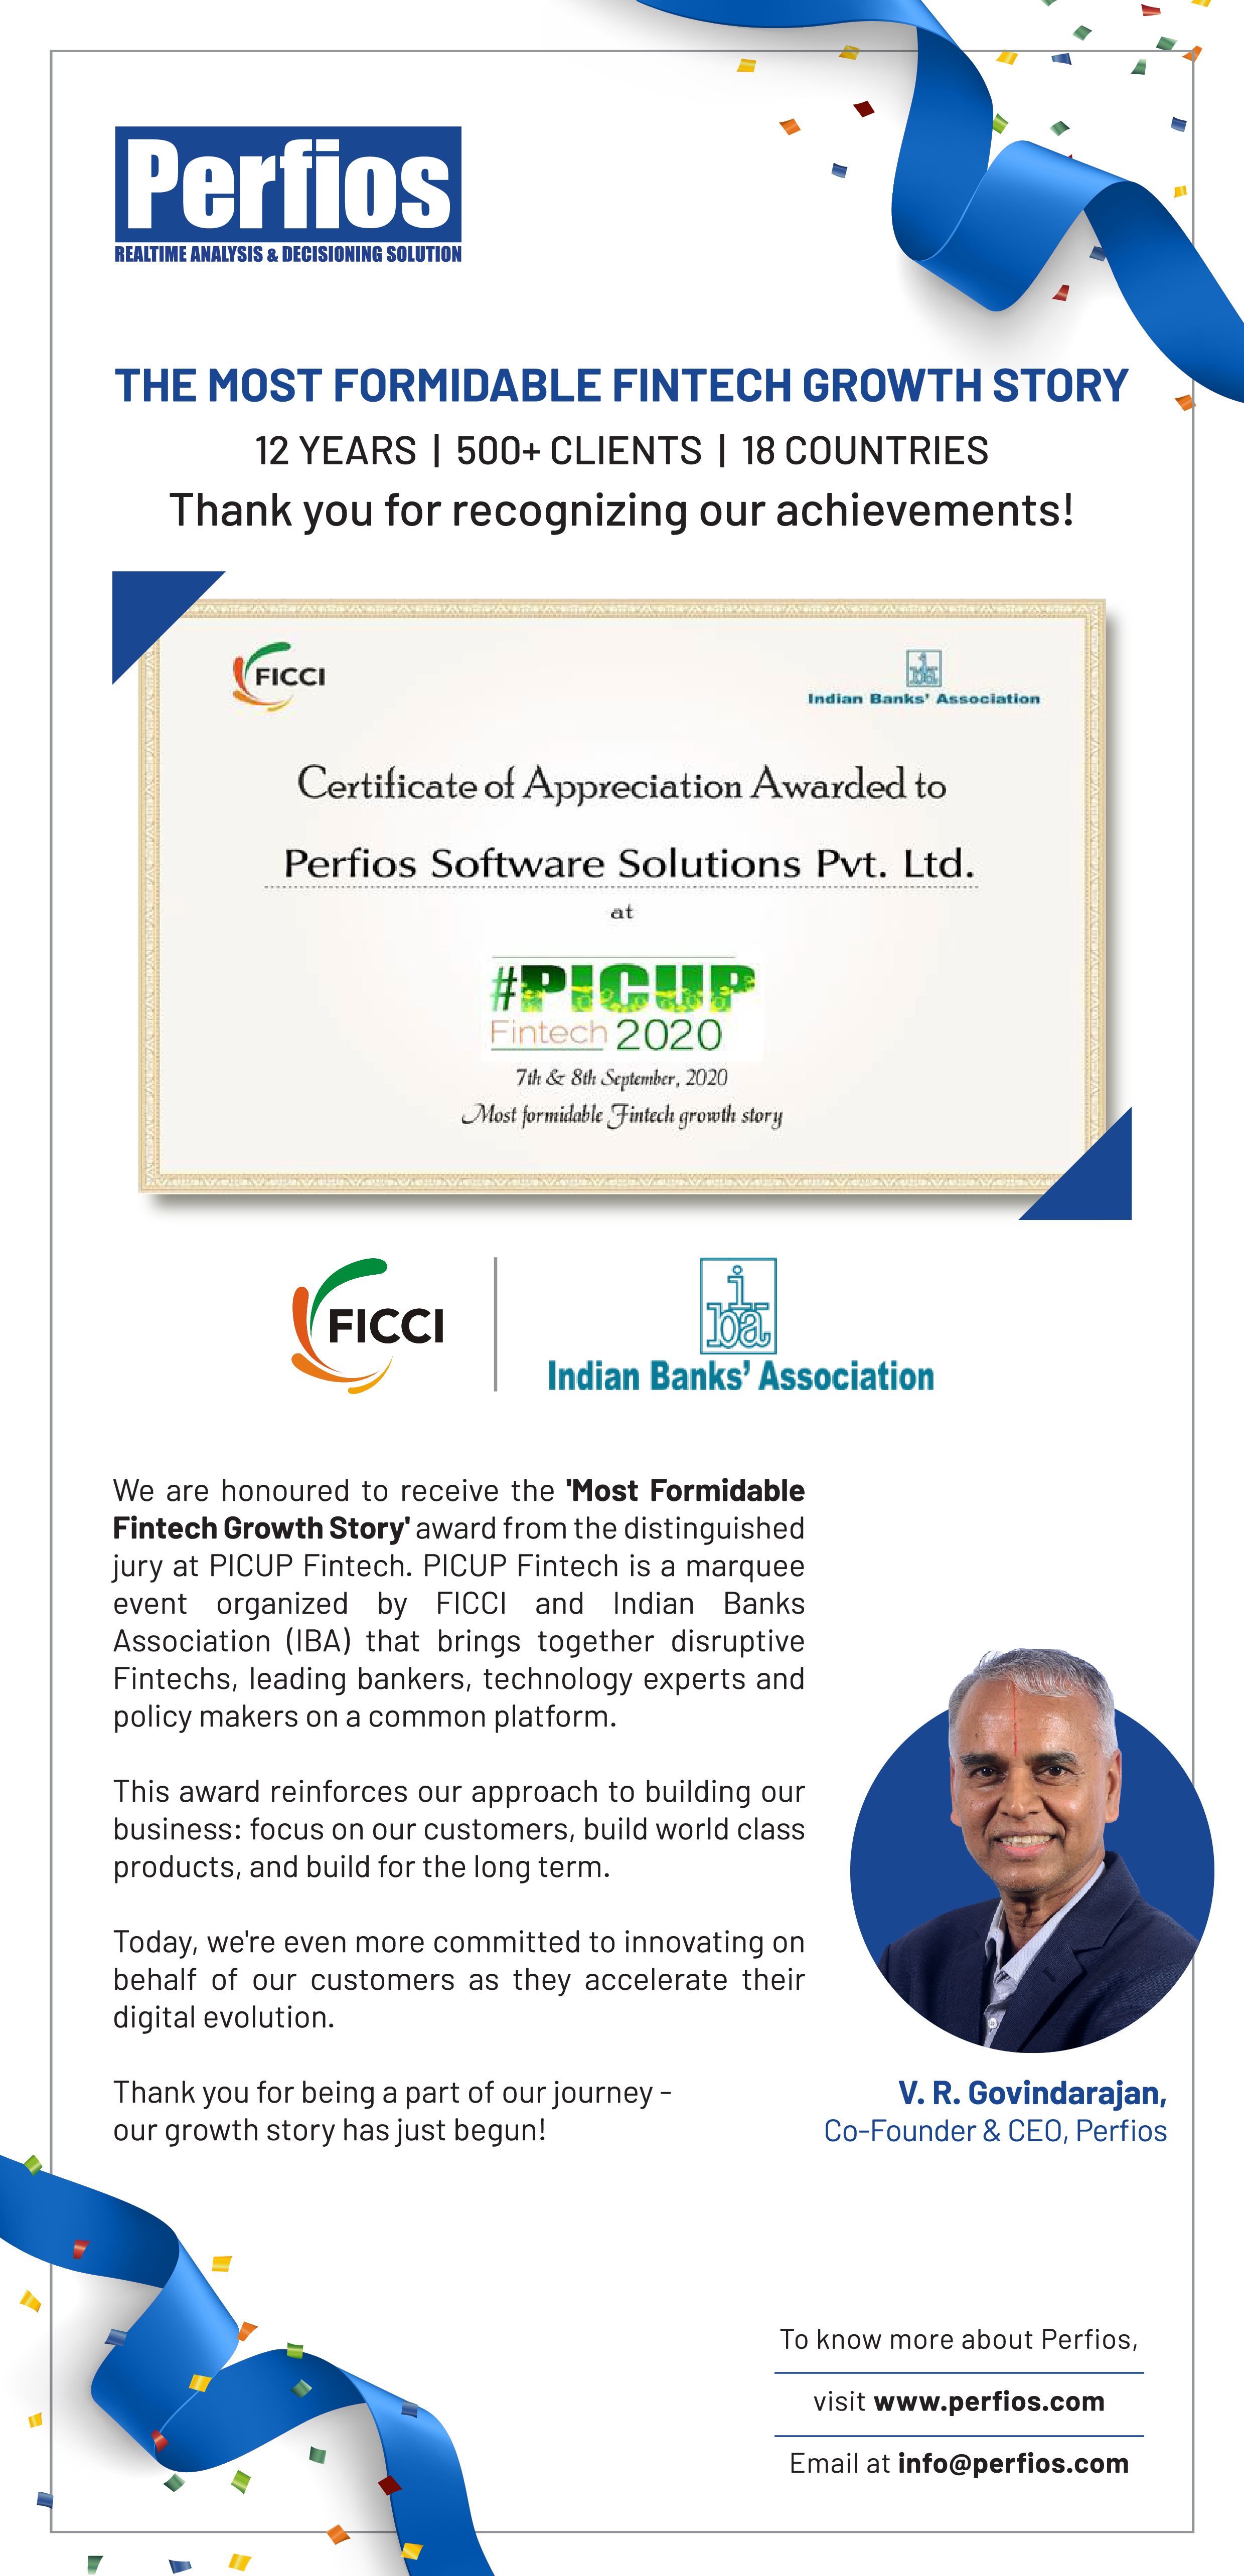 Perfios
REALTIME ANALYSIS & DECISIONING SOLUTION
THE MOST FORMIDABLE FINTECH GROWTH STORY
12 YEARS | 500+ CLIENTS | 18 COUNTRIES
Thank you for recognizing our achievements!
FICCI
iba
Indian Banks' Association
Certificate of Appreciation Awarded to
Perfios Software Solutions Pvt. Ltd.
at
#PICUP
Fintech 2020
7th & 8th September, 2020
Most formidable Fintech growth story
FICCI
iba
Indian Banks' Association
We are honoured to receive the 'Most Formidable
Fintech Growth Story' award from the distinguished
jury at PICUP Fintech. PICUP Fintech is a marquee
event organized by FICCI and Indian Banks
Association (IBA) that brings together disruptive
Fintechs, leading bankers, technology experts and
policy makers on a common platform.
This award reinforces our approach to building our
business: focus on our customers, build world class
products, and build for the long term.
Today, we're even more committed to innovating on
behalf of our customers as they accelerate their
digital evolution.
Thank you for being a part of our journey -
our growth story has just begun!
V. R. Govindarajan,
Co-Founder & CEO, Perfios
To know more about Perfios,
visit www.perfios.com
Email at info@perfios.com